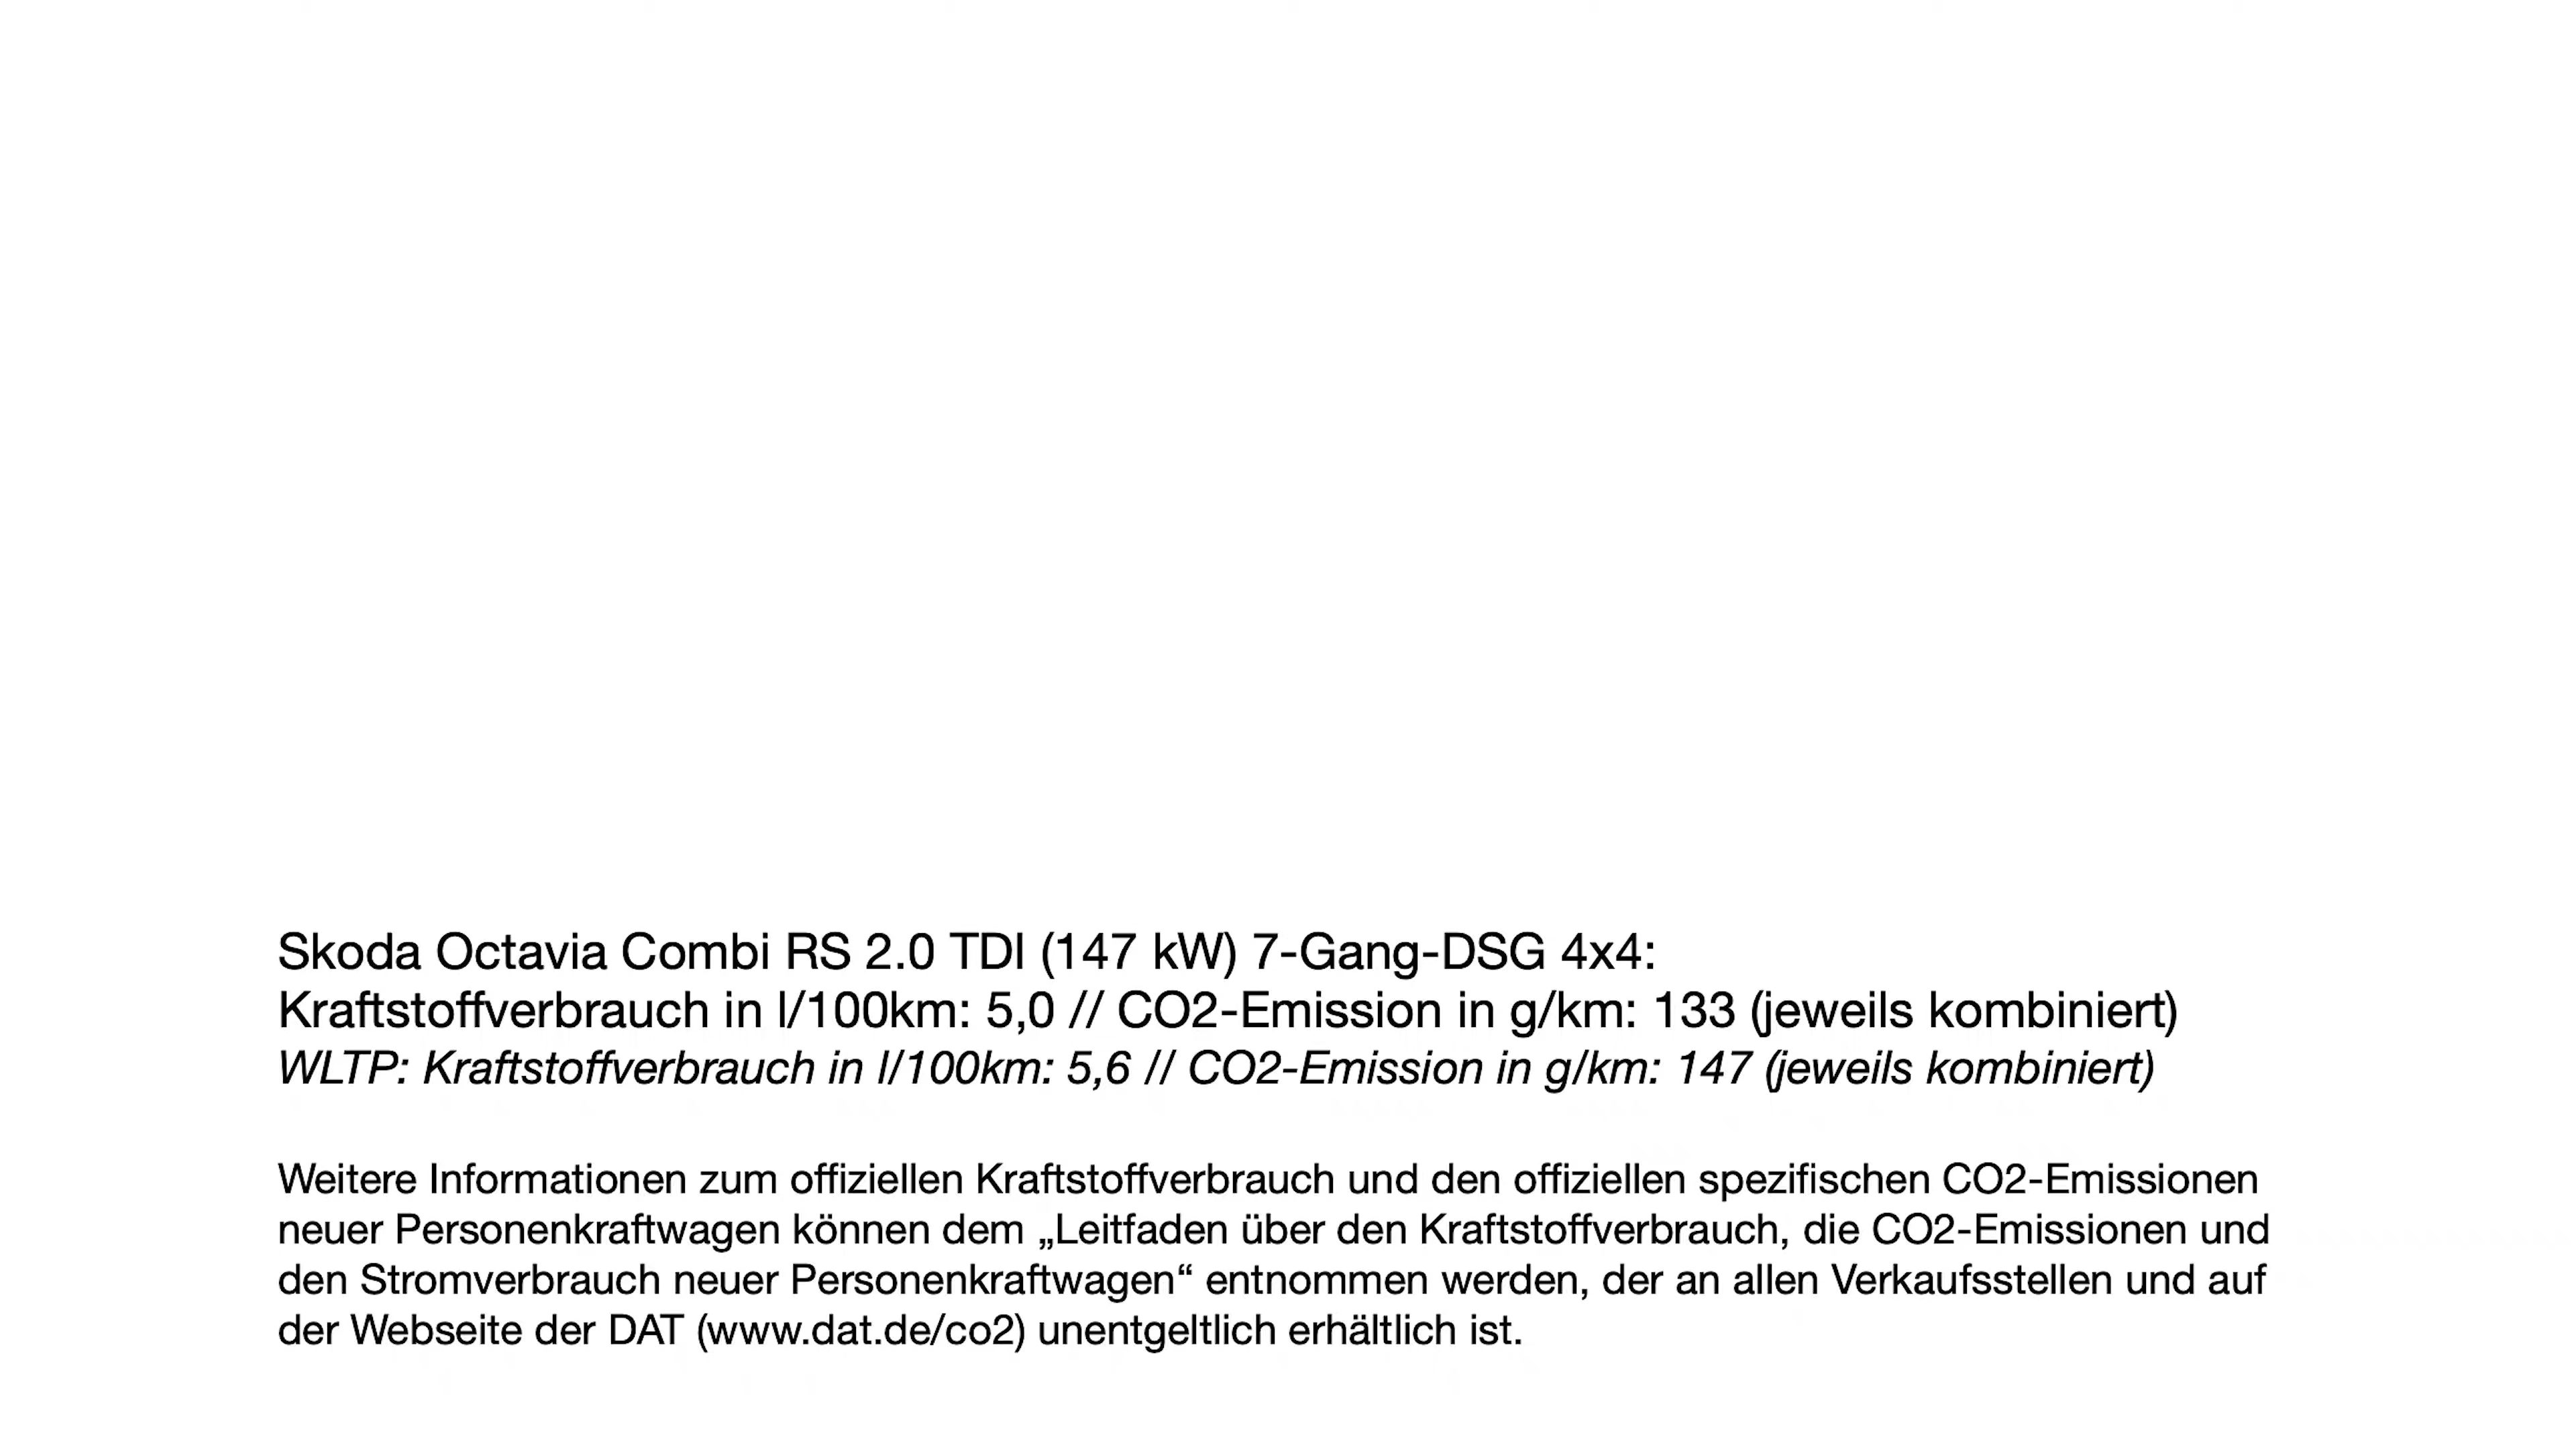 Skoda Octavia Combi RS 2.0 TDI (147 kW) 7-Gang-DSG 4x4:
Kraftstoffverbrauch in l/100km: 5,0 // CO2-Emission in g/km: 133 (jeweils kombiniert)
WLTP: Kraftstoffverbrauch in l/100km: 5,6 // CO2-Emission in g/km: 147 (jeweils kombiniert)
Weitere Informationen zum offiziellen Kraftstoffverbrauch und den offiziellen spezifischen CO2-Emissionen
neuer Personenkraftwagen können dem „Leitfaden über den Kraftstoffverbrauch, die CO2-Emissionen und
den Stromverbrauch neuer Personenkraftwagen“ entnommen werden, der an allen Verkaufsstellen und auf
der Webseite der DAT (www.dat.de/co2) unentgeltlich erhältlich ist.